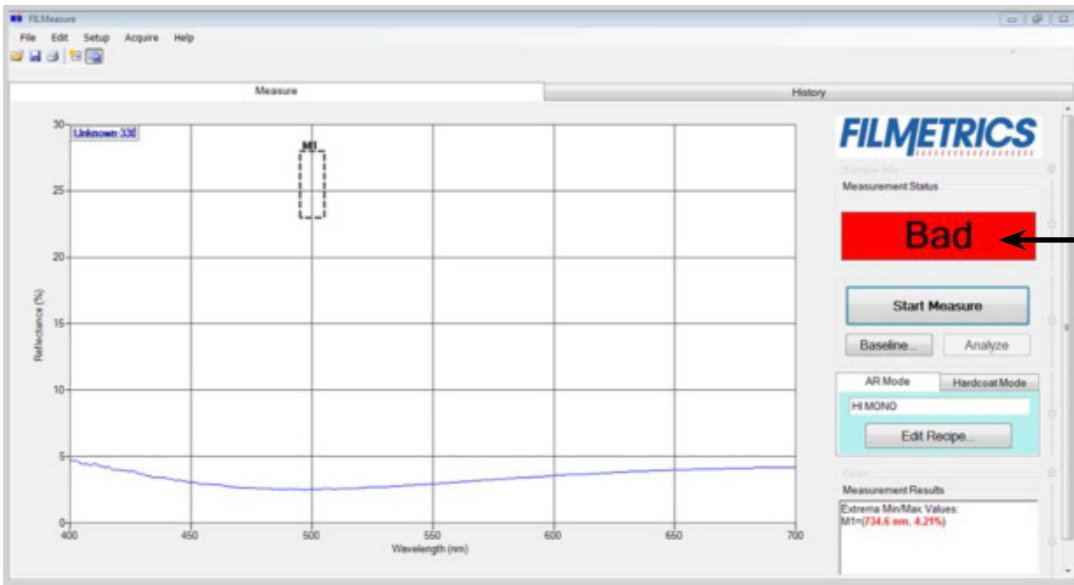 FILMeasure
File Edit Setup Acquire Help
Measure
History
30
Unknown 336
M1
25
20
15
10
5
0
Reflectance (%)
400 450 500 550 600 650 700
Wavelength (nm)
FILMETRICS
Measurement Status
Bad
Start Measure
Baseline... Analyze
AR Mode Hardcoat Mode
HI MONO
Edit Recipe...
Color
Measurement Results
Extrema Min/Max Values:
M1=(734.6 nm, 4.21%)